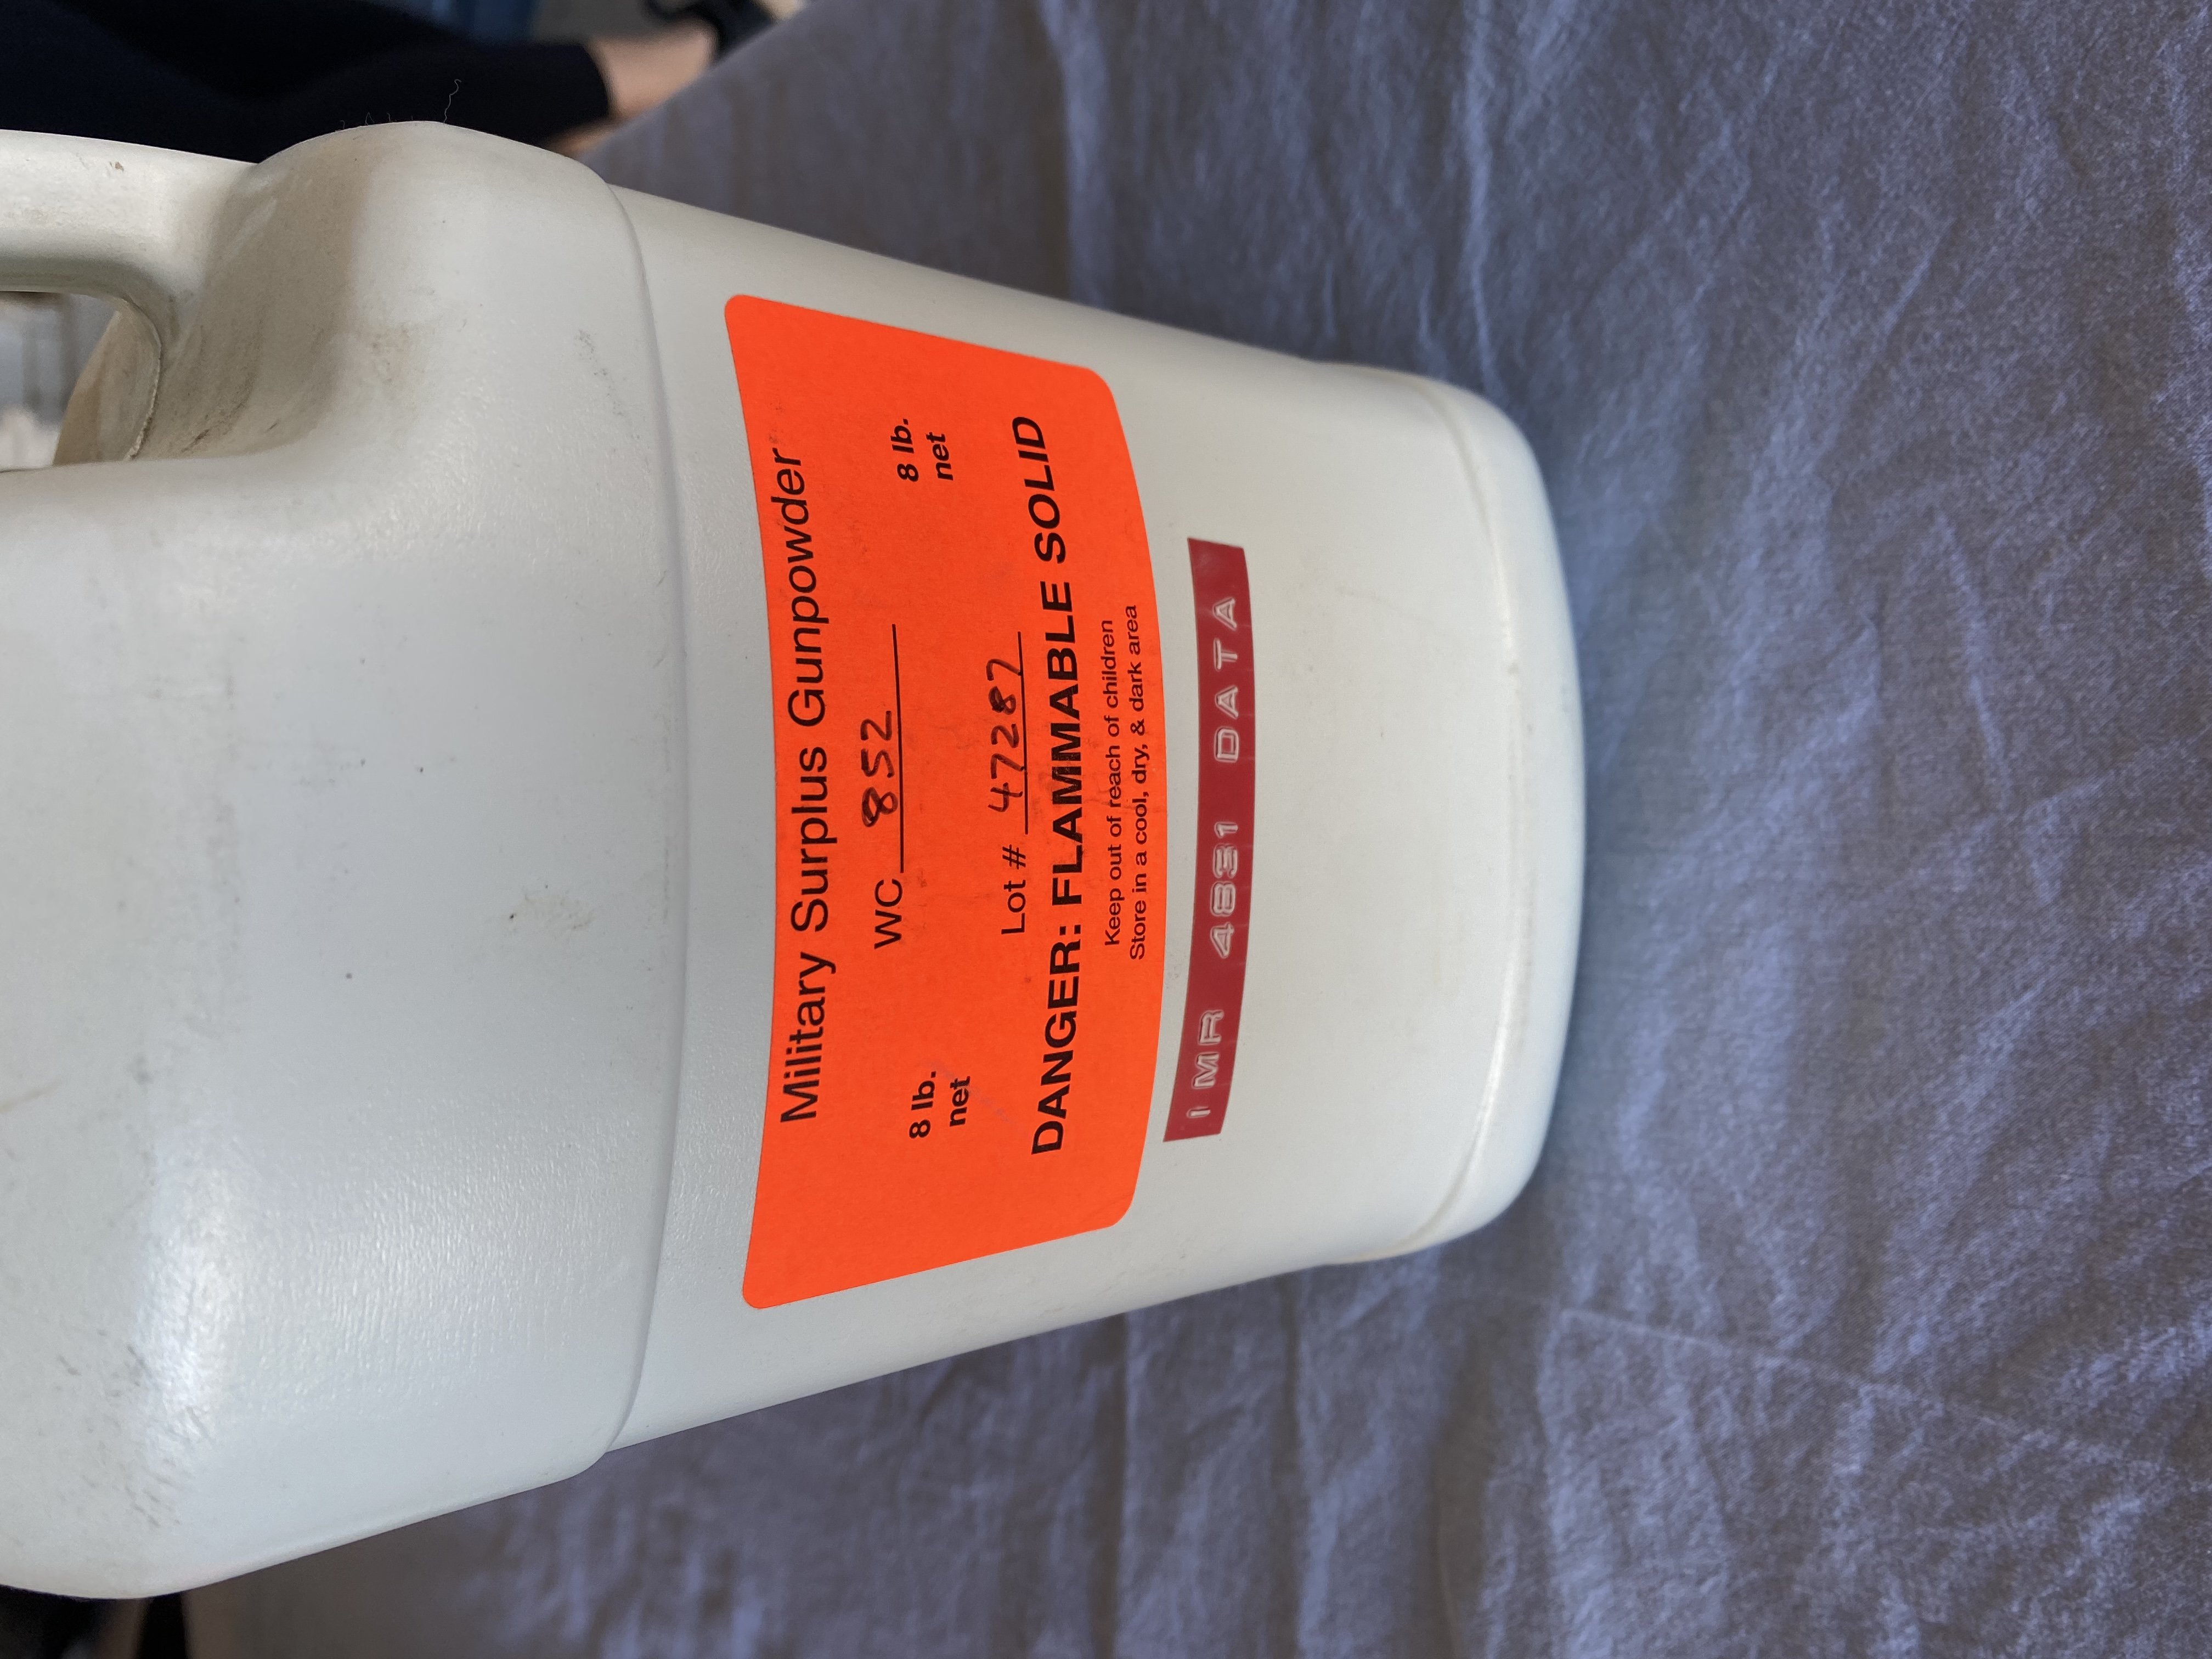 Military Surplus Gunpowder
WC 852
8 lb. net
8 lb. net
Lot # 47287
DANGER: FLAMMABLE SOLID
Keep out of reach of children
Store in a cool, dry, & dark area
IMR 4831 DATA